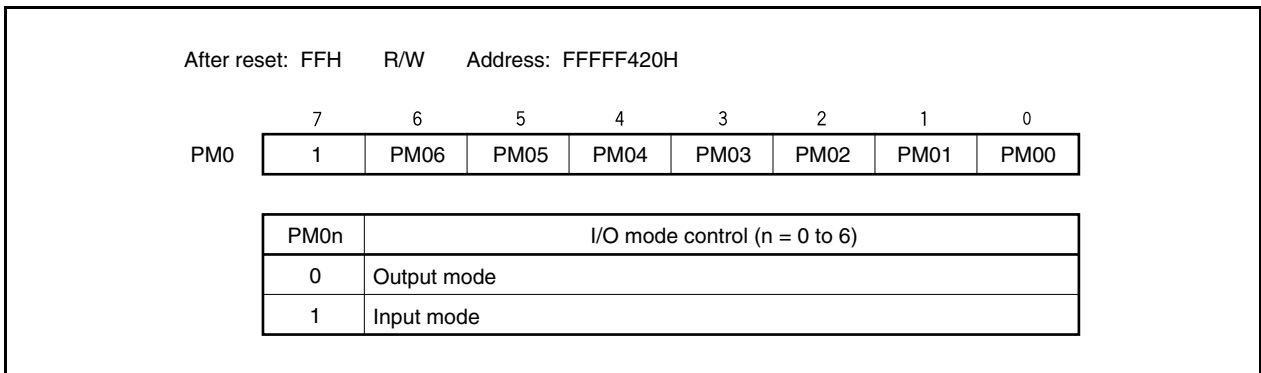 After reset: FFH R/W Address: FFFFF420H
7 6 5 4 3 2 1 0
PM0 1 PM06 PM05 PM04 PM03 PM02 PM01 PM00
PM0n I/O mode control (n = 0 to 6)
0 Output mode
1 Input mode